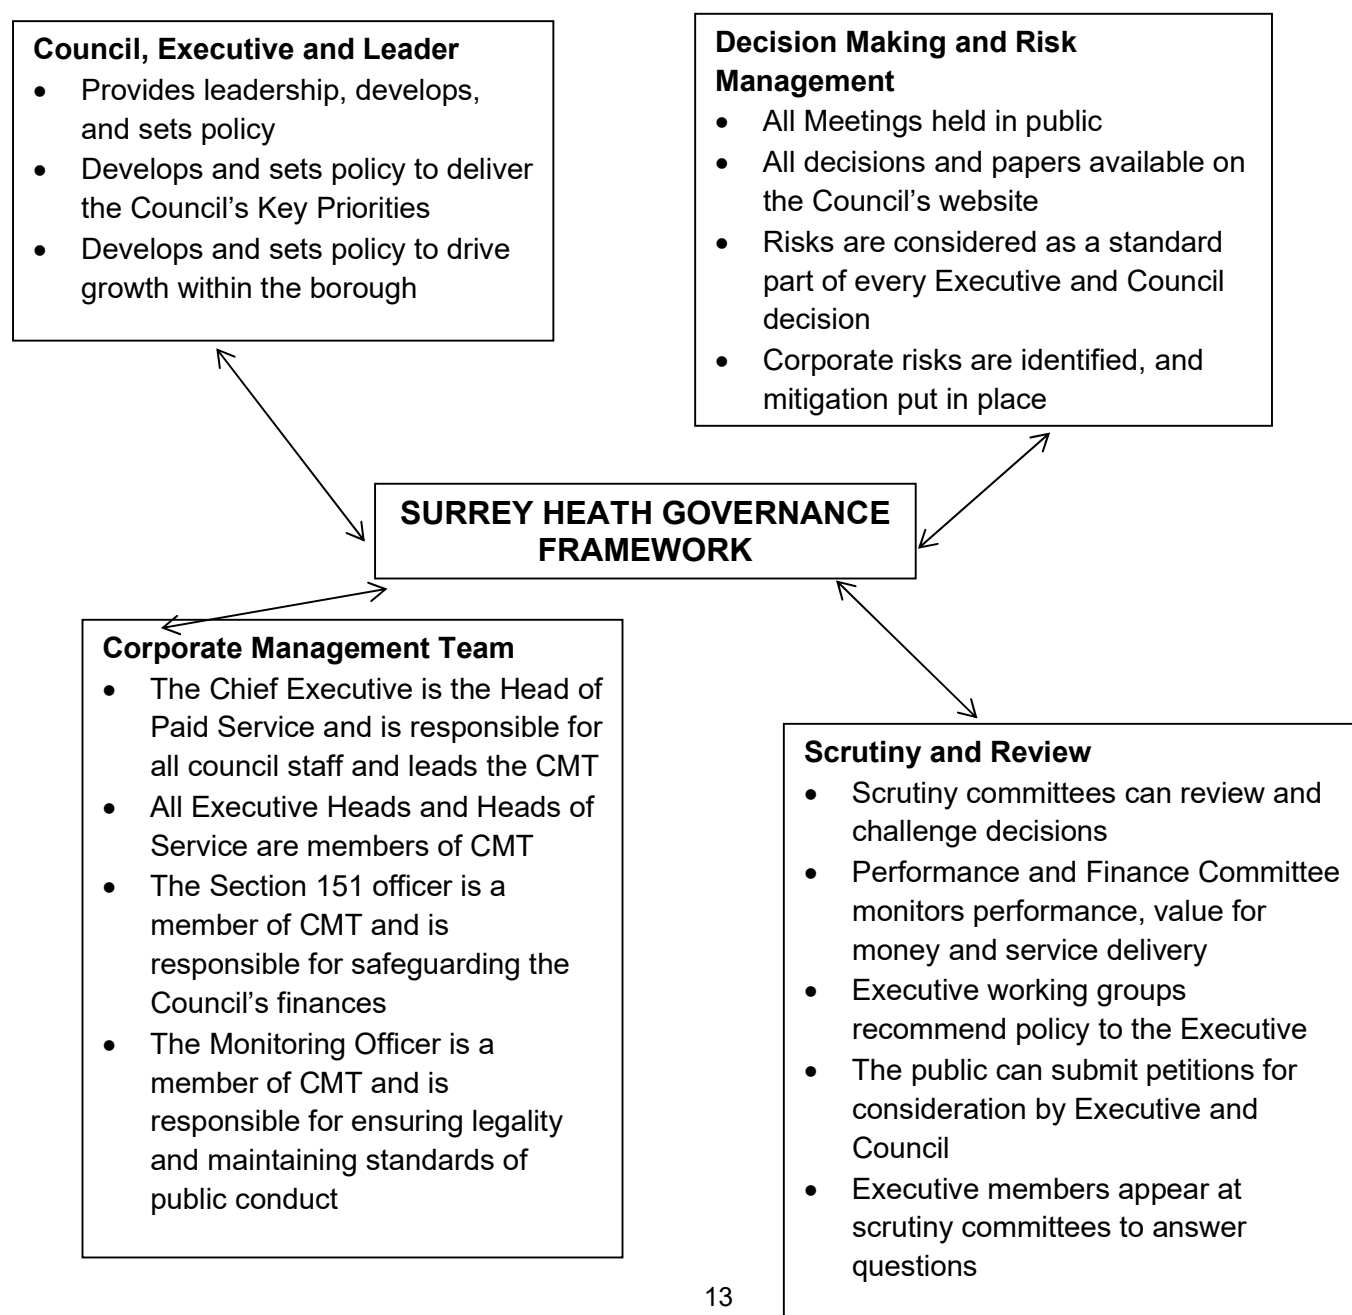 Council, Executive and Leader
• Provides leadership, develops,
and sets policy
• Develops and sets policy to deliver
the Council’s Key Priorities
• Develops and sets policy to drive
growth within the borough
Decision Making and Risk
Management
• All Meetings held in public
• All decisions and papers available on
the Council’s website
• Risks are considered as a standard
part of every Executive and Council
decision
• Corporate risks are identified, and
mitigation put in place
SURREY HEATH GOVERNANCE
FRAMEWORK
Corporate Management Team
• The Chief Executive is the Head of
Paid Service and is responsible for
all council staff and leads the CMT
• All Executive Heads and Heads of
Service are members of CMT
• The Section 151 officer is a
member of CMT and is
responsible for safeguarding the
Council’s finances
• The Monitoring Officer is a
member of CMT and is
responsible for ensuring legality
and maintaining standards of
public conduct
Scrutiny and Review
• Scrutiny committees can review and
challenge decisions
• Performance and Finance Committee
monitors performance, value for
money and service delivery
• Executive working groups
recommend policy to the Executive
• The public can submit petitions for
consideration by Executive and
Council
• Executive members appear at
scrutiny committees to answer
questions
13